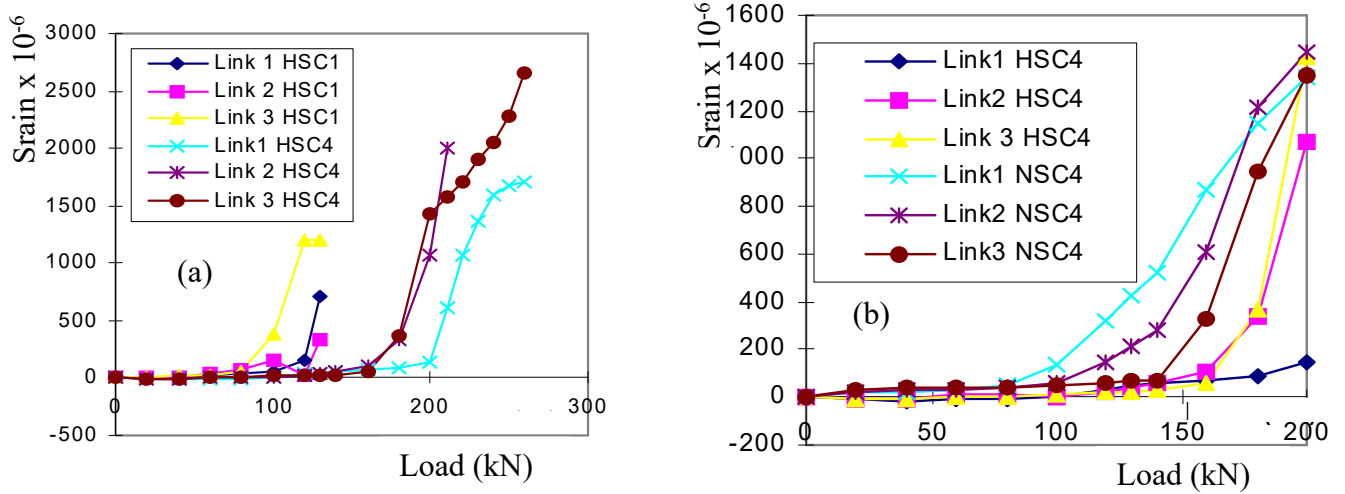 Srain x 10-6
3000
2500
2000
1500
1000
500
0
-500
0
100
200
300
Load (kN)
Link 1 HSC1
Link 2 HSC1
Link 3 HSC1
Link1 HSC4
Link 2 HSC4
Link 3 HSC4
(a)
Srain x 10-6
1600
1400
1200
1 000
800
600
400
200
0
-200
0
50
100
150
200
Load (kN)
Link1 HSC4
Link2 HSC4
Link 3 HSC4
Link1 NSC4
Link2 NSC4
Link3 NSC4
(b)